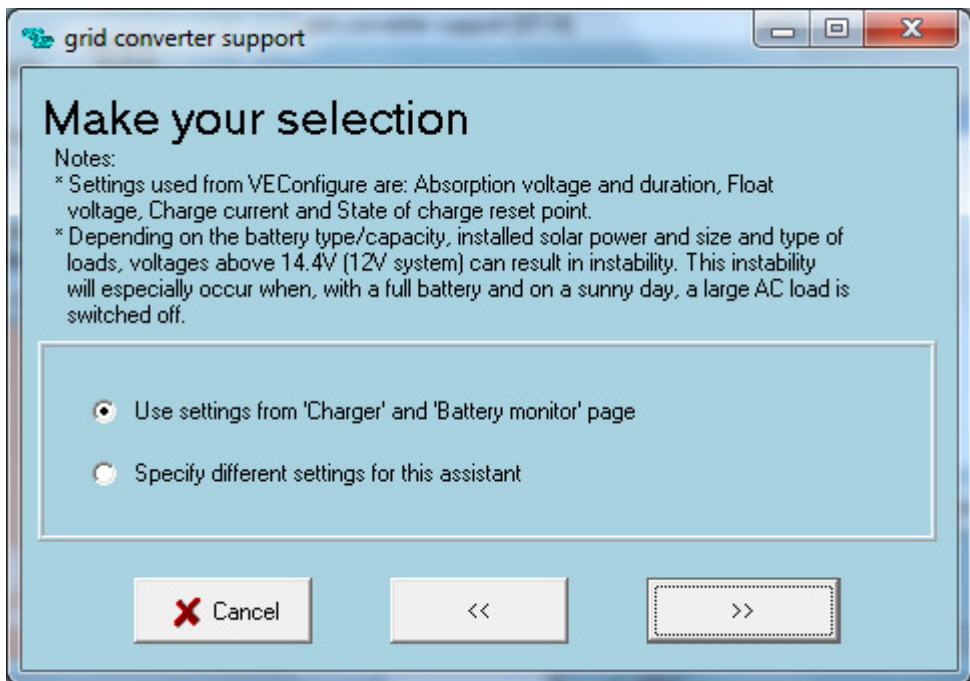 grid converter support
Make your selection
Notes:
* Settings used from VEConfigure are: Absorption voltage and duration, Float
voltage, Charge current and State of charge reset point.
* Depending on the battery type/capacity, installed solar power and size and type of
loads, voltages above 14.4V (12V system) can result in instability. This instability
will especially occur when, with a full battery and on a sunny day, a large AC load is
switched off.
Use settings from 'Charger' and 'Battery monitor' page
Specify different settings for this assistant
Cancel << >>